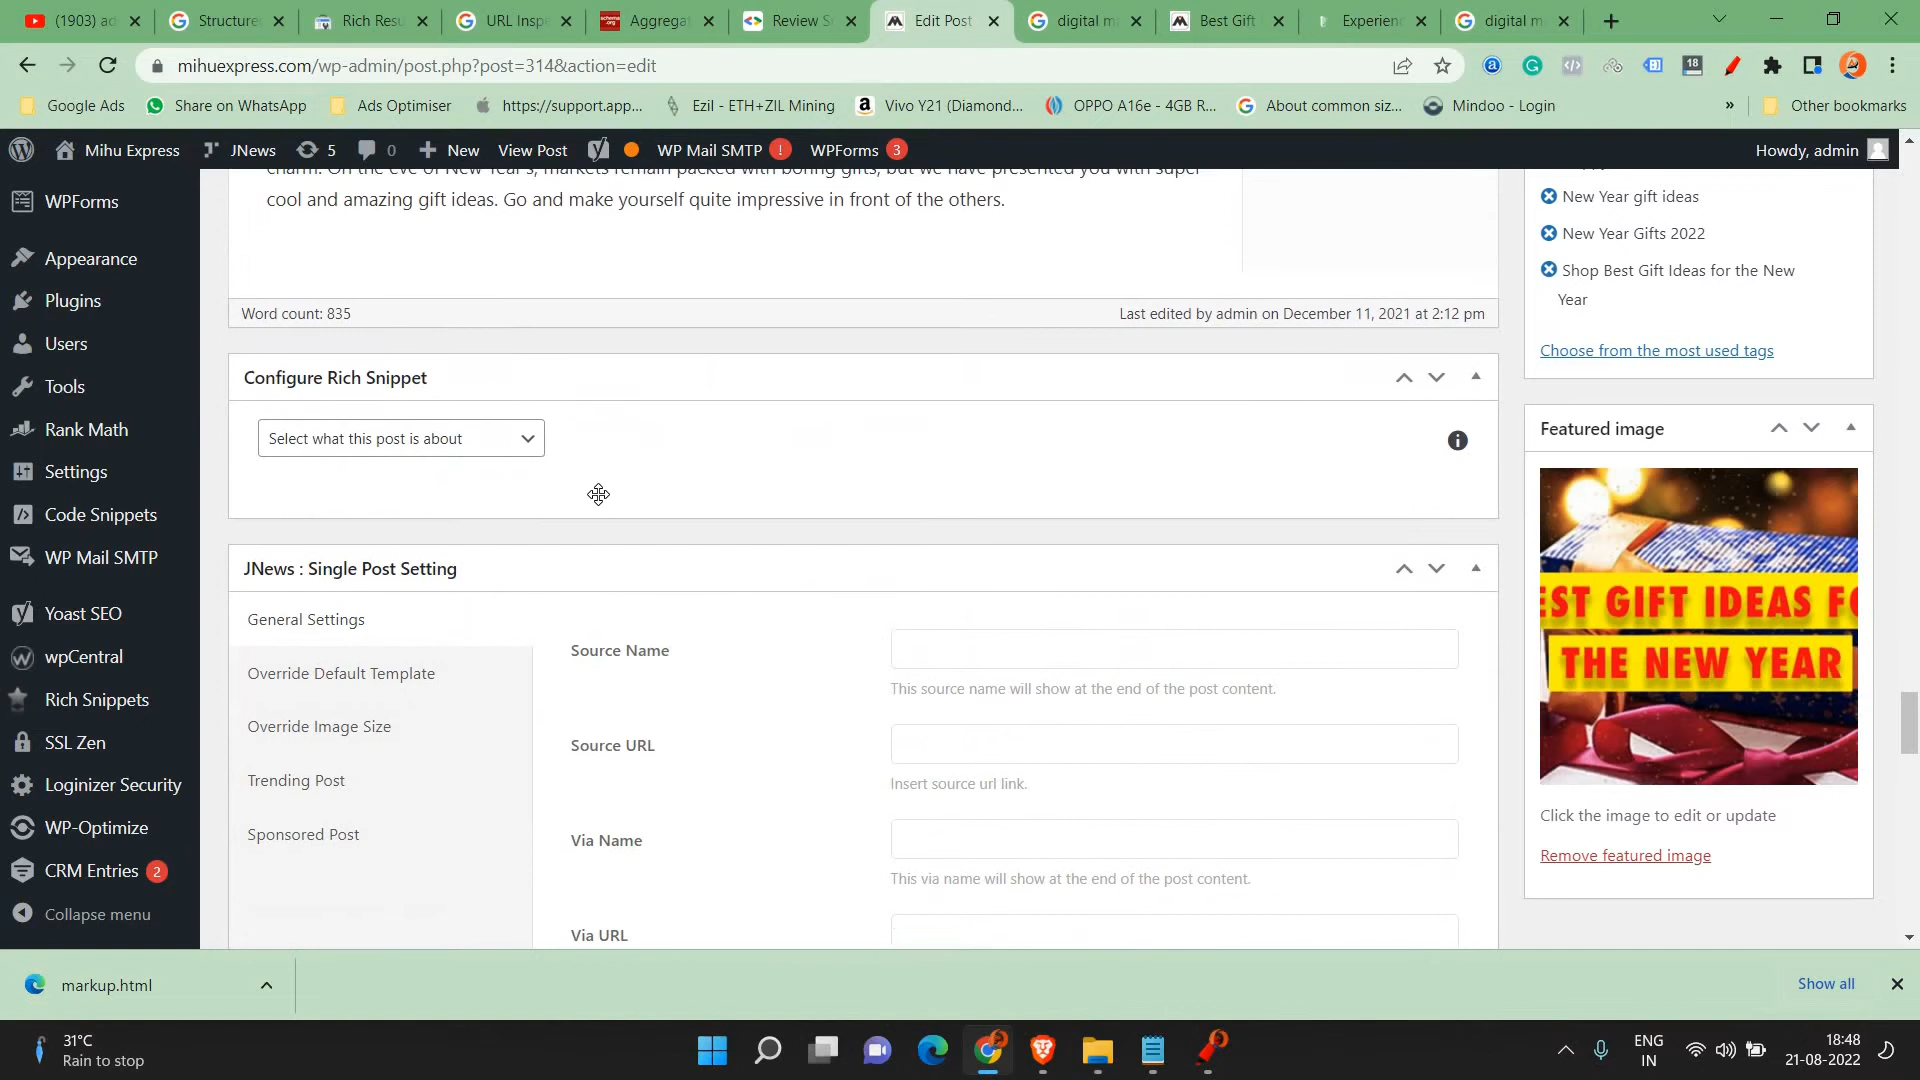 (1903) ad
Structure
Rich Resu
URL Insp
Aggregat
Review S
Edit Post
digital m
Best Gift
Experien
digital m
mihuexpress.com/wp-admin/post.php?post=314&action=edit
Google Ads
Share on WhatsApp
Ads Optimiser
https://support.app...
Ezil - ETH+ZIL Mining
Vivo Y21 (Diamond...
OPPO A16e - 4GB R...
About common siz...
Mindoo - Login
»
Other bookmarks
Mihu Express
JNews
5
0
New
View Post
WP Mail SMTP !
WPForms 3
Howdy, admin
WPForms
Appearance
Plugins
Users
Tools
Rank Math
Settings
Code Snippets
WP Mail SMTP
Yoast SEO
wpCentral
Rich Snippets
SSL Zen
Loginizer Security
WP-Optimize
CRM Entries 2
Collapse menu
charm. On the eve of New Year's, markets remain packed with boring gifts, but we have presented you with super
cool and amazing gift ideas. Go and make yourself quite impressive in front of the others.
Word count: 835
Last edited by admin on December 11, 2021 at 2:12 pm
Configure Rich Snippet
Select what this post is about
JNews : Single Post Setting
General Settings
Override Default Template
Override Image Size
Trending Post
Sponsored Post
Source Name
This source name will show at the end of the post content.
Source URL
Insert source url link.
Via Name
This via name will show at the end of the post content.
Via URL
New Year gift ideas
New Year Gifts 2022
Shop Best Gift Ideas for the New
Year
Choose from the most used tags
Featured image
EST GIFT IDEAS FO
THE NEW YEAR
Click the image to edit or update
Remove featured image
markup.html
Show all
31°C
Rain to stop
ENG
IN
18:48
21-08-2022